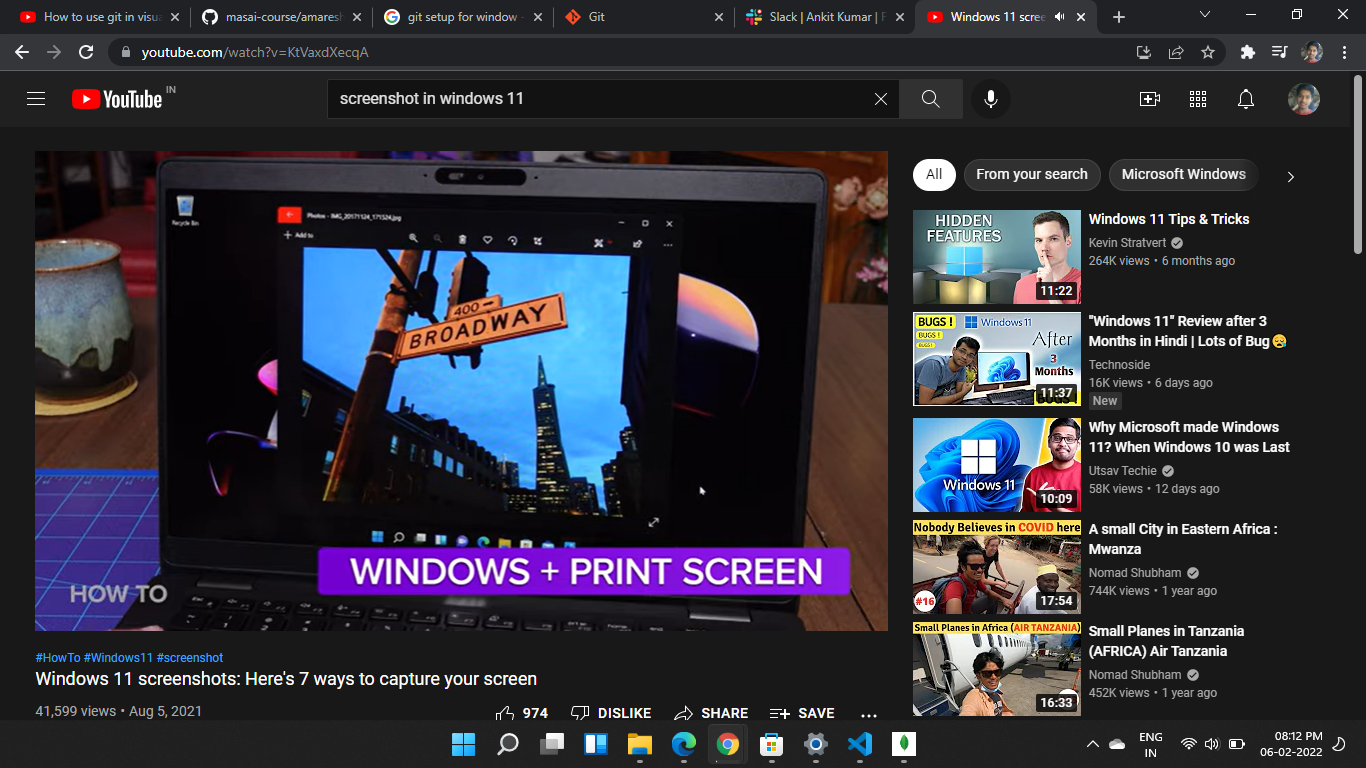 How to use git in visua
masai-course/amaresh
git setup for window -
Git
Slack | Ankit Kumar | F
Windows 11 scree
youtube.com/watch?v=KtVaxdXecqA
YouTube IN
screenshot in windows 11
All
From your search
Microsoft Windows
Recycle Bin
Photos - IMG_20171124_171524.jpg
Add to
400
BROADWAY
WINDOWS + PRINT SCREEN
HOW TO
#HowTo #Windows11 #screenshot
Windows 11 screenshots: Here's 7 ways to capture your screen
41,599 views • Aug 5, 2021
974
DISLIKE
SHARE
SAVE
HIDDEN
FEATURES
11:22
Windows 11 Tips & Tricks
Kevin Stratvert
264K views • 6 months ago
BUGS !
BUGS !
BUGS !
Windows 11
After
3
Months
11:37
"Windows 11" Review after 3
Months in Hindi | Lots of Bug😪
Technoside
16K views • 6 days ago
New
Windows 11
10:09
Why Microsoft made Windows
11? When Windows 10 was Last
Utsav Techie
58K views • 12 days ago
Nobody Believes in COVID here
#16
17:54
A small City in Eastern Africa :
Mwanza
Nomad Shubham
744K views • 1 year ago
Small Planes in Africa (AIR TANZANIA)
16:33
Small Planes in Tanzania
(AFRICA) Air Tanzania
Nomad Shubham
452K views • 1 year ago
ENG
IN
08:12 PM
06-02-2022